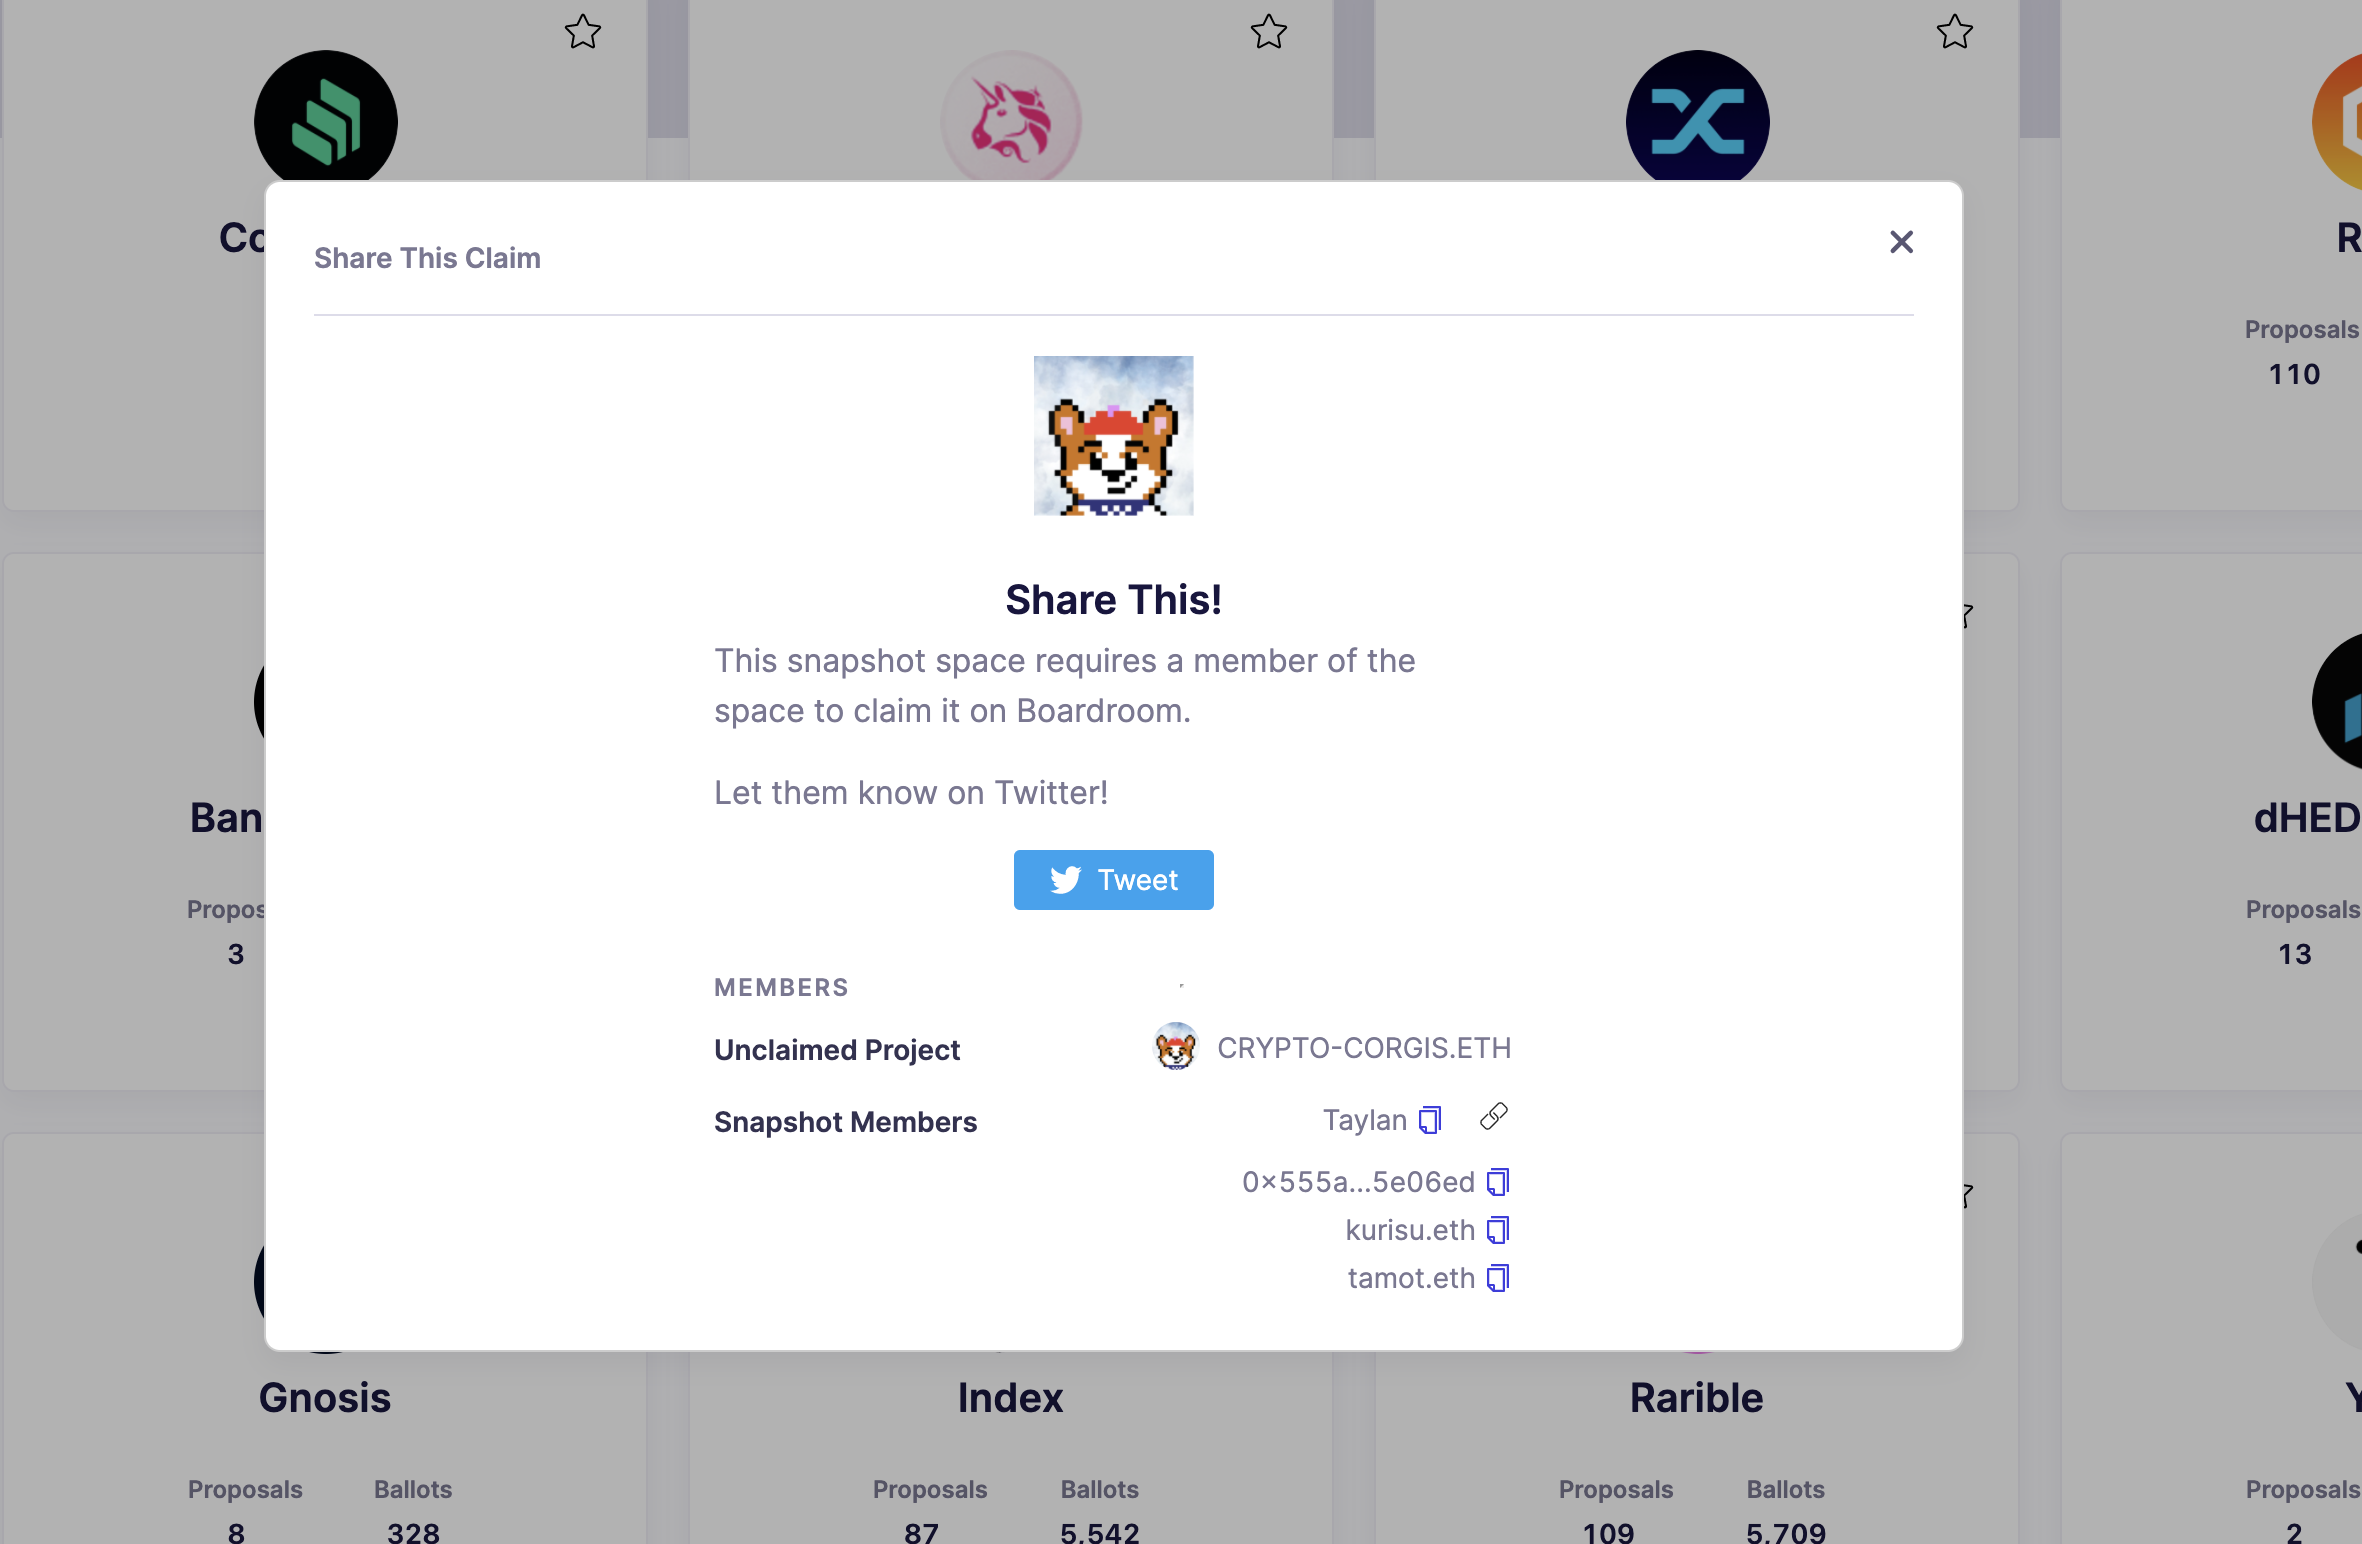 Co
R
Proposals
110
Share This Claim
Share This!
This snapshot space requires a member of the
space to claim it on Boardroom.
Let them know on Twitter!
Tweet
MEMBERS
Unclaimed Project
CRYPTO-CORGIS.ETH
Snapshot Members
Taylan
0x555a...5e06ed
kurisu.eth
tamot.eth
Ban
Propos
3
dHED
Proposals
13
Gnosis
Proposals Ballots
8 328
Index
Proposals Ballots
87 5,542
Rarible
Proposals Ballots
109 5,709
Y
Proposals
2